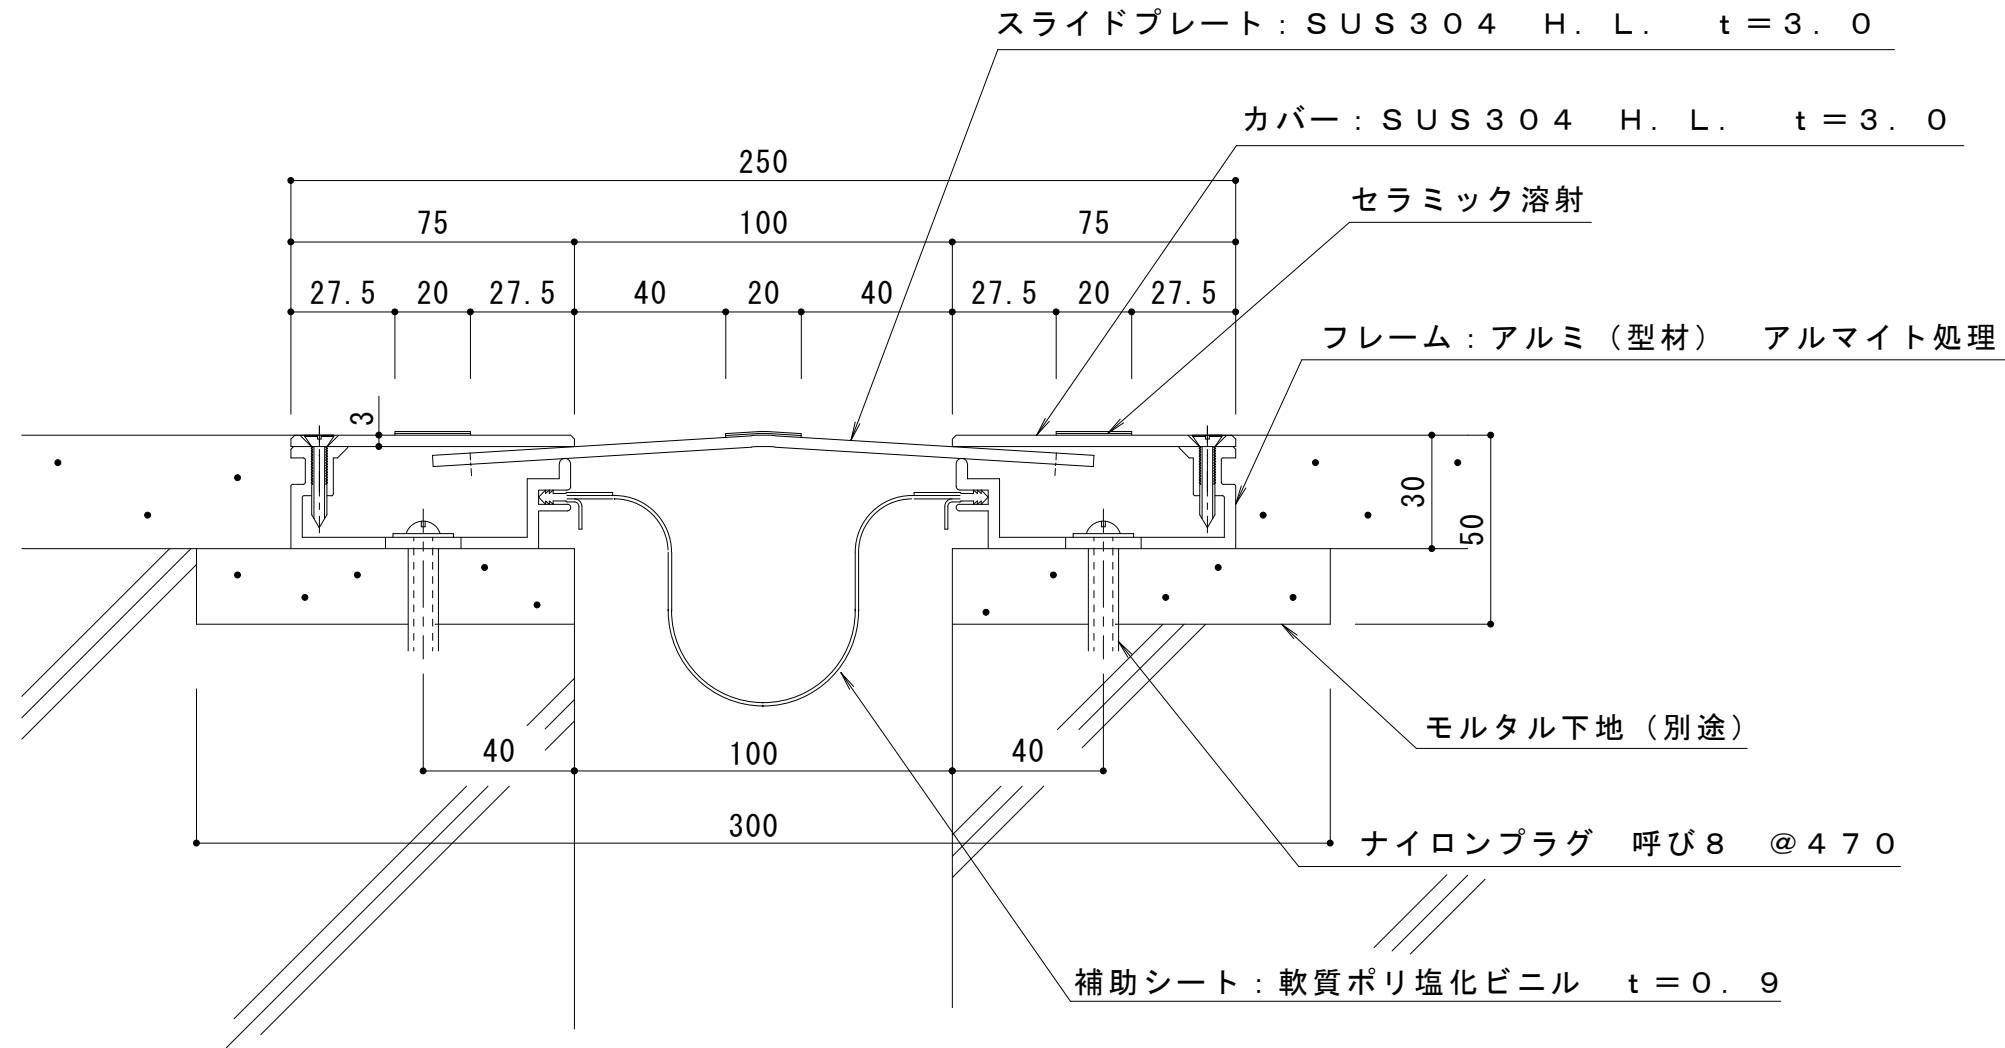 スライドプレート：ＳＵＳ３０４　Ｈ．Ｌ．　ｔ＝３．０
カバー：ＳＵＳ３０４　Ｈ．Ｌ．　ｔ＝３．０
250
セラミック溶射
75 100 75
27.5 20 27.5 40 20 40 27.5 20 27.5
フレーム：アルミ（型材）　アルマイト処理
3
30
50
モルタル下地（別途）
40 100 40
300
ナイロンプラグ　呼び８　＠４７０
補助シート：軟質ポリ塩化ビニル　ｔ＝０．９